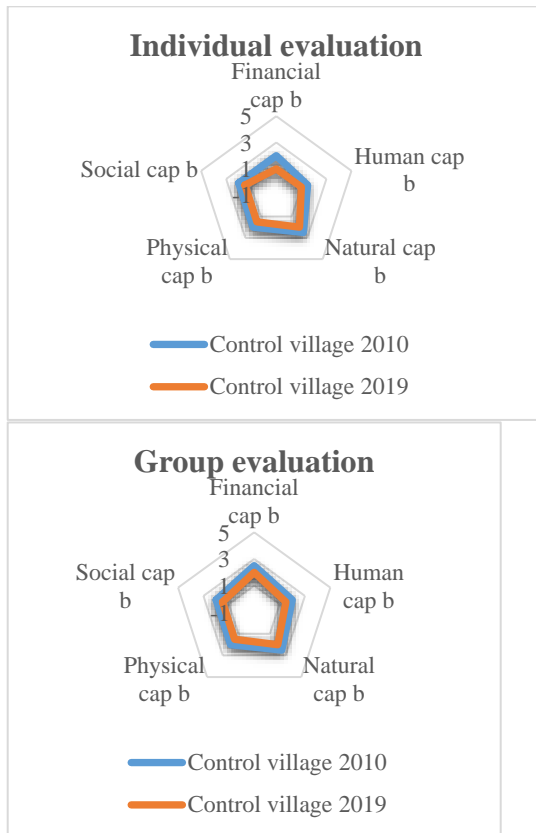 Individual evaluation
Financial
cap b
5
3
1
-1
Human cap
b
Natural cap
b
Physical
cap b
Social cap b
Control village 2010
Control village 2019
Group evaluation
Financial
cap b
5
3
1
-1
Human
cap b
Natural
cap b
Physical
cap b
Social cap
b
Control village 2010
Control village 2019